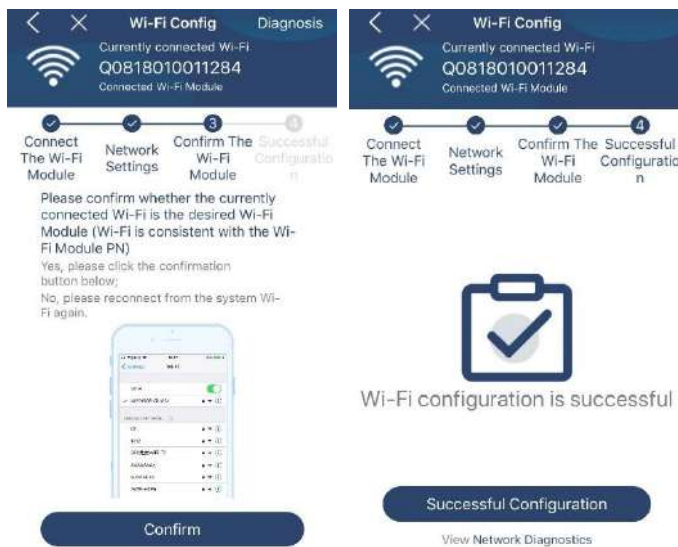 Wi-Fi Config
Diagnosis
Currently connected Wi-Fi
Q0818010011284
Connected Wi-Fi Module
3
4
Connect
The Wi-Fi
Module
Network
Settings
Confirm The
Wi-Fi
Module
Successful
Configuratio
n
Please confirm whether the currently
connected Wi-Fi is the desired Wi-
Fi Module (Wi-Fi is consistent with the Wi-
Fi Module PN)
Yes, please click the confirmation
button below;
No, please reconnect from the system Wi-
Fi again.
Confirm
Wi-Fi Config
Currently connected Wi-Fi
Q0818010011284
Connected Wi-Fi Module
4
Connect
The Wi-Fi
Module
Network
Settings
Confirm The
Wi-Fi
Module
Successful
Configuratio
n
Wi-Fi configuration is successful
Successful Configuration
View Network Diagnostics